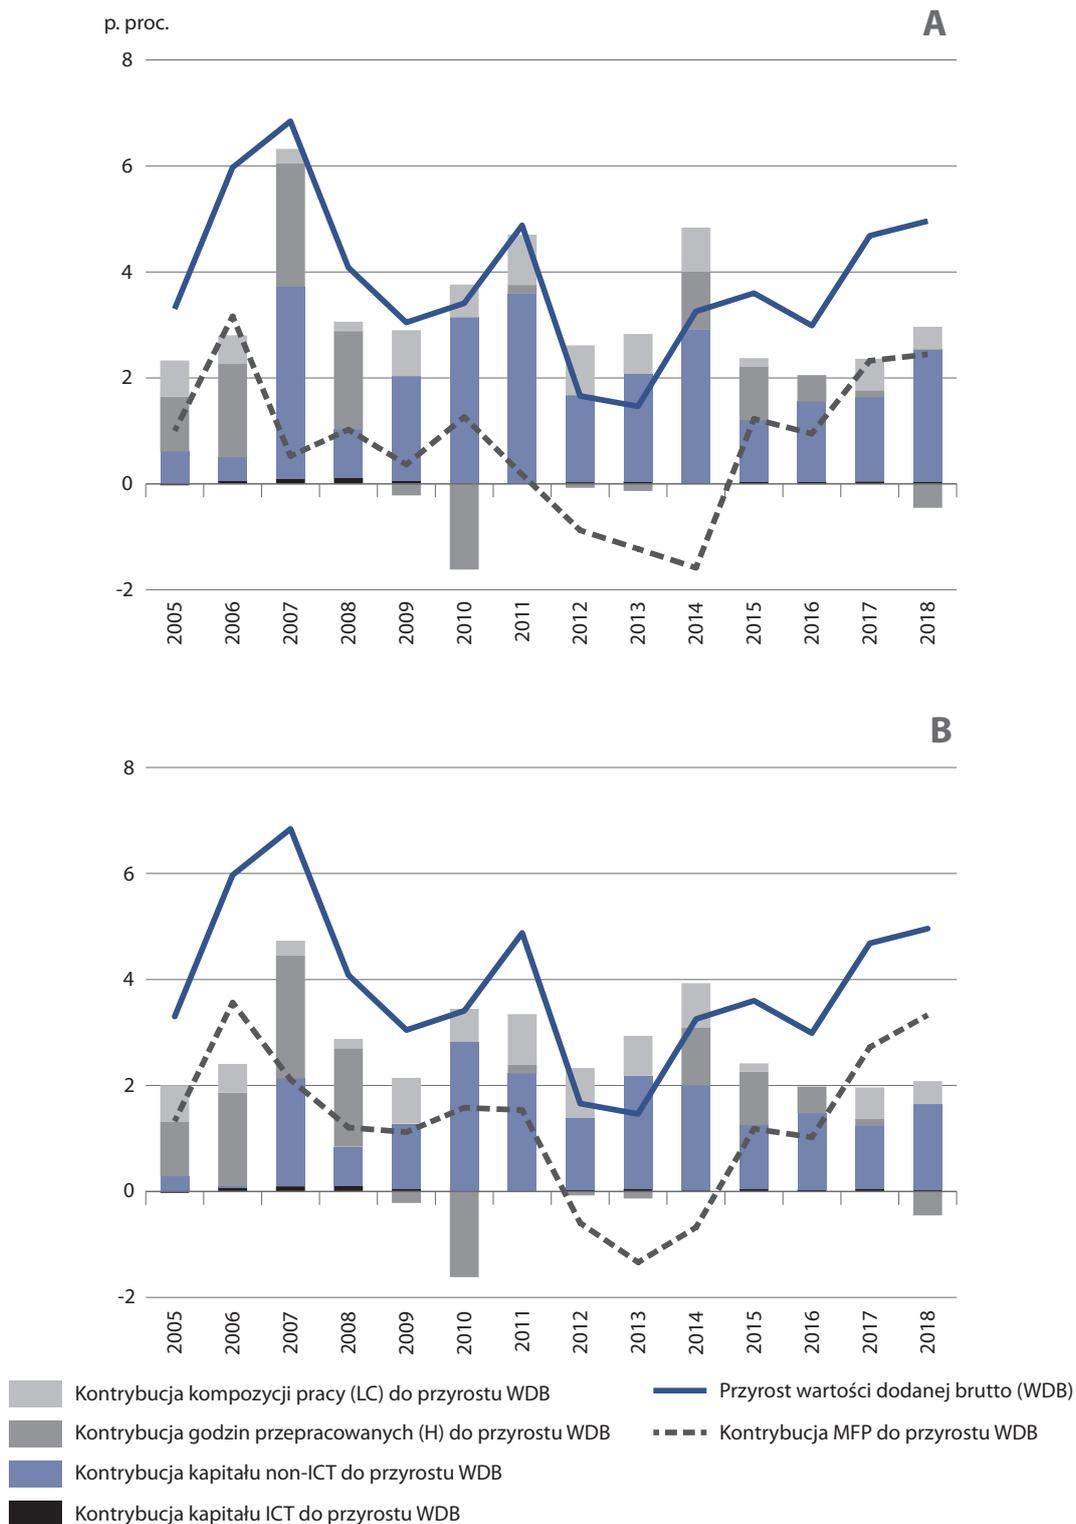 p. proc.
A
8
6
4
2
0
-2
2005 2006 2007 2008 2009 2010 2011 2012 2013 2014 2015 2016 2017 2018
B
8
6
4
2
0
-2
2005 2006 2007 2008 2009 2010 2011 2012 2013 2014 2015 2016 2017 2018
Kontrybucja kompozycji pracy (LC) do przyrostu WDB
Kontrybucja godzin przepracowanych (H) do przyrostu WDB
Kontrybucja kapitału non-ICT do przyrostu WDB
Kontrybucja kapitału ICT do przyrostu WDB
Przyrost wartości dodanej brutto (WDB)
Kontrybucja MFP do przyrostu WDB